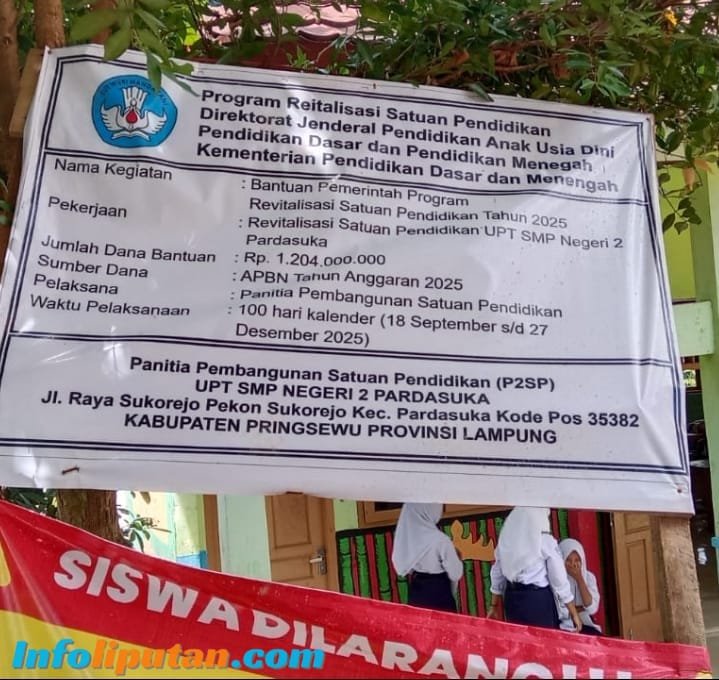 TUT WURI HANDAYANI
Program Reitalisasi Satuan Pendidikan
Direktorat Jenderal Pendidikan Anak Usia Dini
Pendidikan Dasar dan Pendidikan Menegah
Kementerian Pendidikan Dasar dan Menengah
Nama Kegiatan : Bantuan Pemerintah Program
Revitalisasi Satuan Pendidikan Tahun 2025
Pekerjaan : Revitalisasi Satuan Pendidikan UPT SMP Negeri 2
Pardasuka
Jumlah Dana Bantuan : Rp. 1.204.000.000
Sumber Dana : APBN Tahun Anggaran 2025
Pelaksana : Panitia Pembangunan Satuan Pendidikan
Waktu Pelaksanaan : 100 hari kalender (18 September s/d 27
Desember 2025)
Panitia Pembangunan Satuan Pendidikan (P2SP)
UPT SMP NEGERI 2 PARDASUKA
Jl. Raya Sukorejo Pekon Sukorejo Kec. Pardasuka Kode Pos 35382
KABUPATEN PRINGSEWU PROVINSI LAMPUNG
SISWA DILARANG !!!
Infoliputan.com